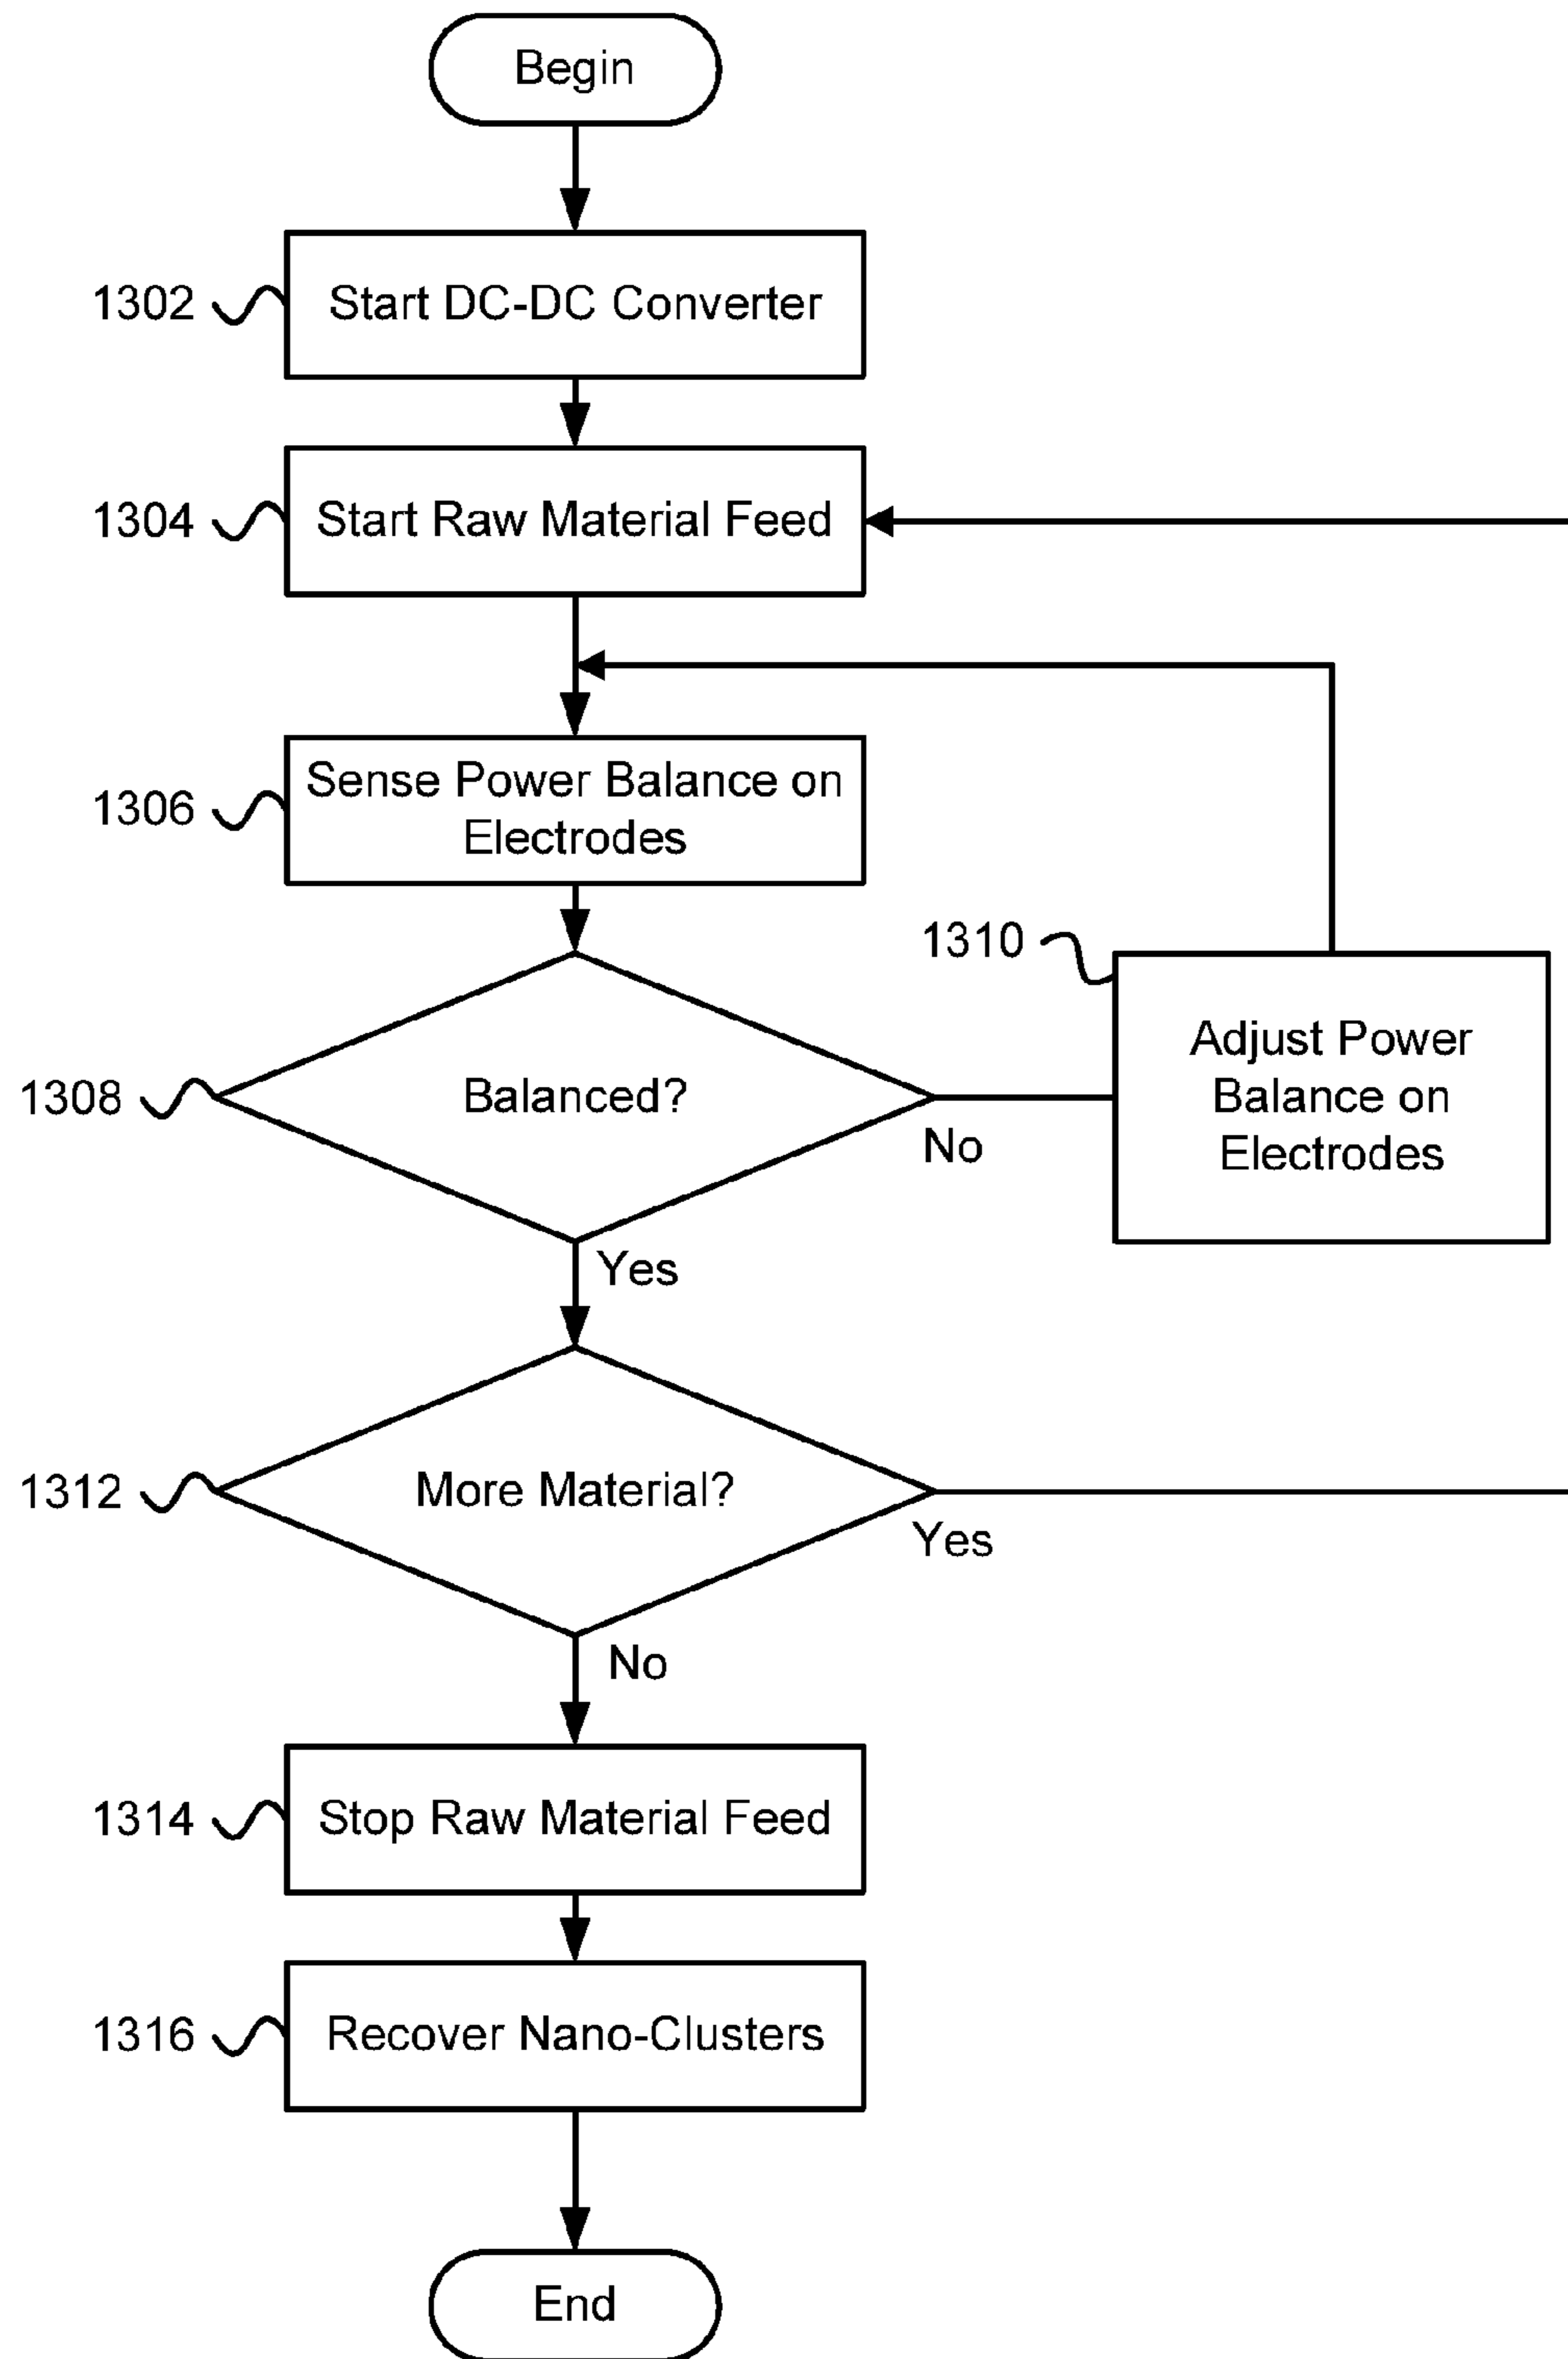 Begin
1302
Start DC-DC Converter
1304
Start Raw Material Feed
1306
Sense Power Balance on
Electrodes
1308
Balanced?
No
1310
Adjust Power
Balance on
Electrodes
Yes
1312
More Material?
Yes
No
1314
Stop Raw Material Feed
1316
Recover Nano-Clusters
End